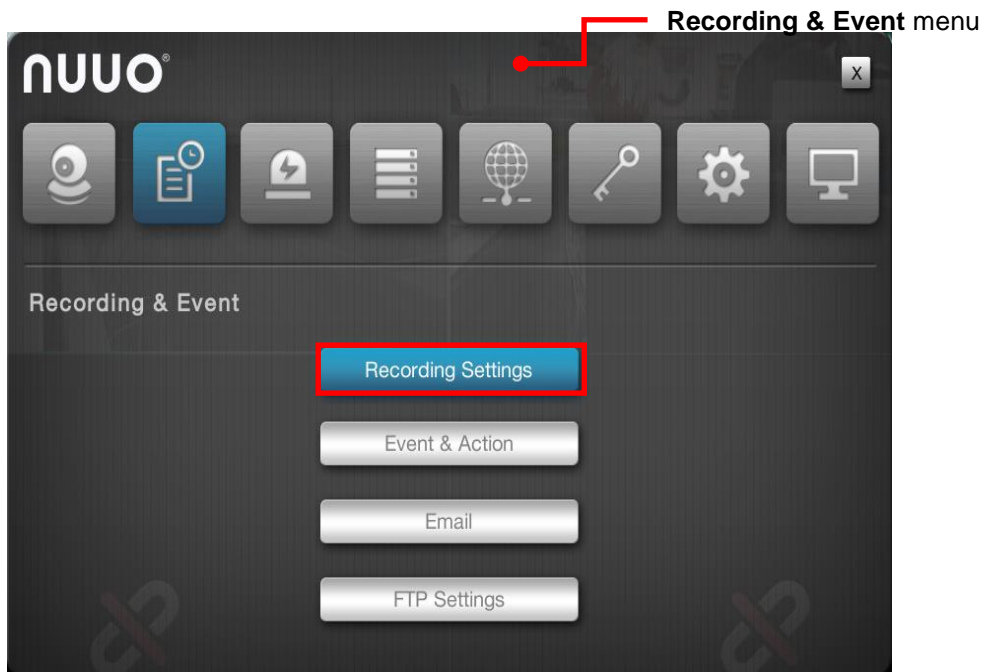 Recording & Event menu
nuuo®
X
Recording & Event
Recording Settings
Event & Action
Email
FTP Settings